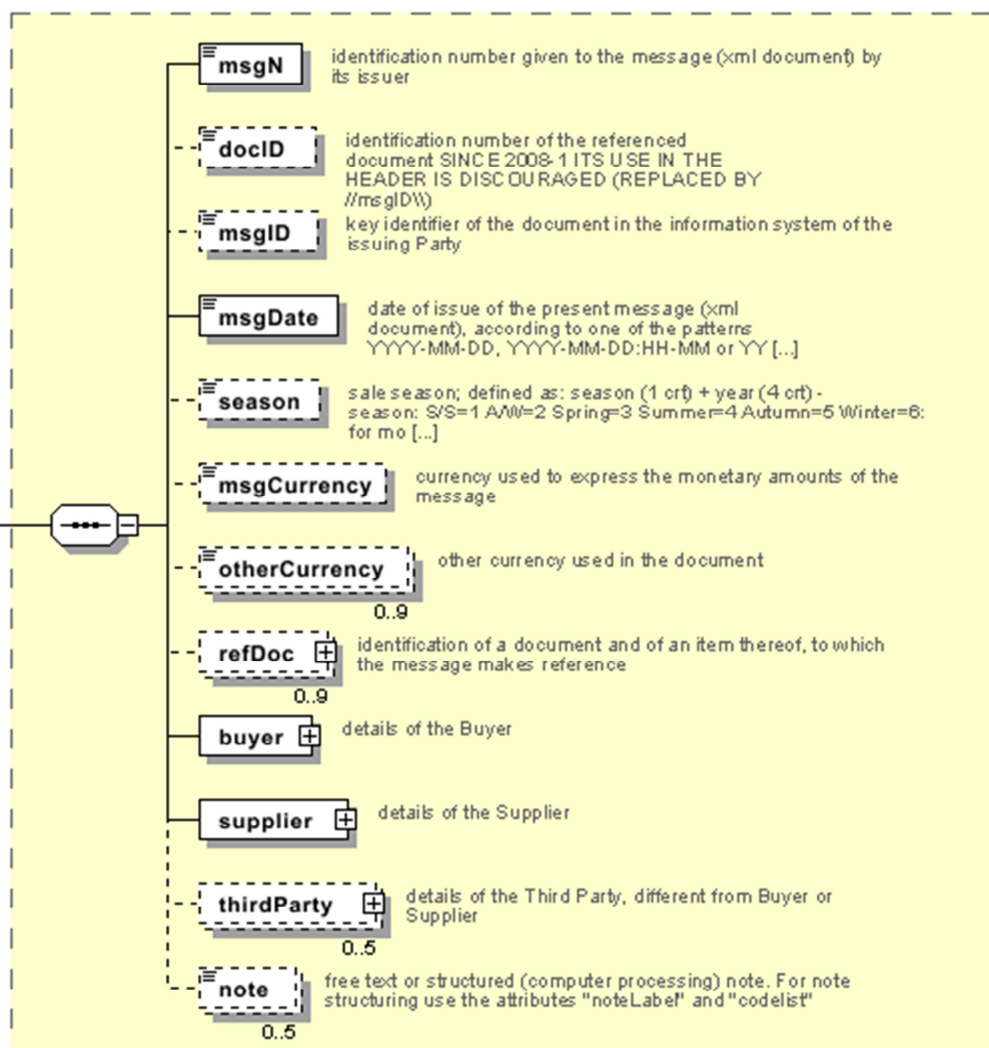 msgN
identification number given to the message (xml document) by
its issuer
docID
identification number of the referenced
document SINCE 2008-1 ITS USE IN THE
HEADER IS DISCOURAGED (REPLACED BY
//msgID\\)
msgID
key identifier of the document in the information system of the
issuing Party
msgDate
date of issue of the present message (xml
document), according to one of the patterns
YYYY-MM-DD, YYYY-MM-DD:HH-MM or YY [...]
season
sale season; defined as: season (1 crt) + year (4 crt) -
season: S/S=1 A/W=2 Spring=3 Summer=4 Autumn=5 Winter=6:
for mo [...]
msgCurrency
currency used to express the monetary amounts of the
message
otherCurrency
other currency used in the document
0..9
refDoc
identification of a document and of an item thereof, to which
the message makes reference
0..9
buyer
details of the Buyer
supplier
details of the Supplier
thirdParty
details of the Third Party, different from Buyer or
Supplier
0..5
note
free text or structured (computer processing) note. For note
structuring use the attributes "noteLabel" and "codelist"
0..5